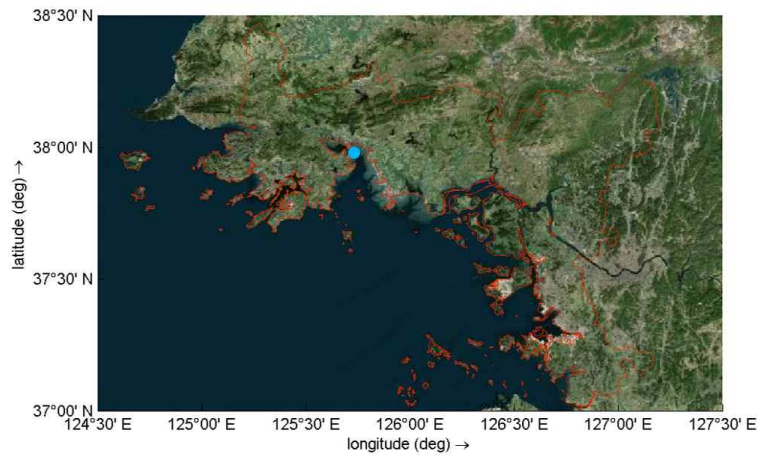 38°30' N
38°00' N
37°30' N
37°00' N
latitude (deg) →
124°30' E 125°00' E 125°30' E 126°00' E 126°30' E 127°00' E 127°30' E
longitude (deg) →